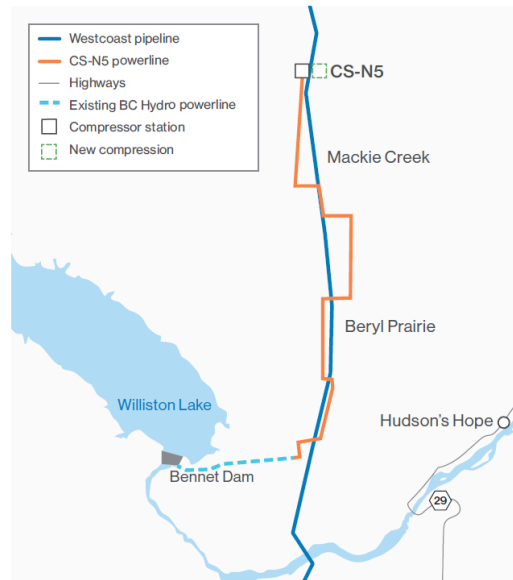 Westcoast pipeline
CS-N5 powerline
Highways
Existing BC Hydro powerline
Compressor station
New compression
CS-N5
Mackie Creek
Beryl Prairie
Williston Lake
Hudson's Hope
Bennet Dam
29